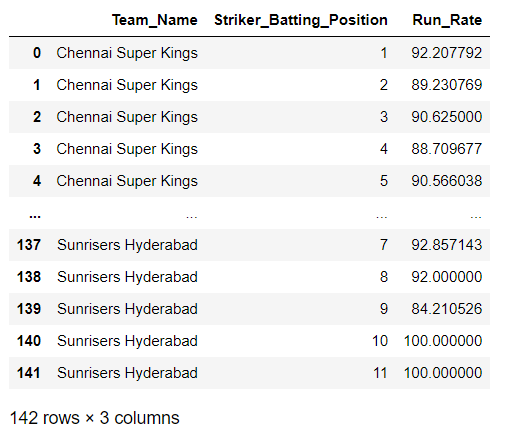 Team_Name Striker_Batting_Position Run_Rate
0 Chennai Super Kings 1 92.207792
1 Chennai Super Kings 2 89.230769
2 Chennai Super Kings 3 90.625000
3 Chennai Super Kings 4 88.709677
4 Chennai Super Kings 5 90.566038
... ... ... ...
137 Sunrisers Hyderabad 7 92.857143
138 Sunrisers Hyderabad 8 92.000000
139 Sunrisers Hyderabad 9 84.210526
140 Sunrisers Hyderabad 10 100.000000
141 Sunrisers Hyderabad 11 100.000000
142 rows × 3 columns